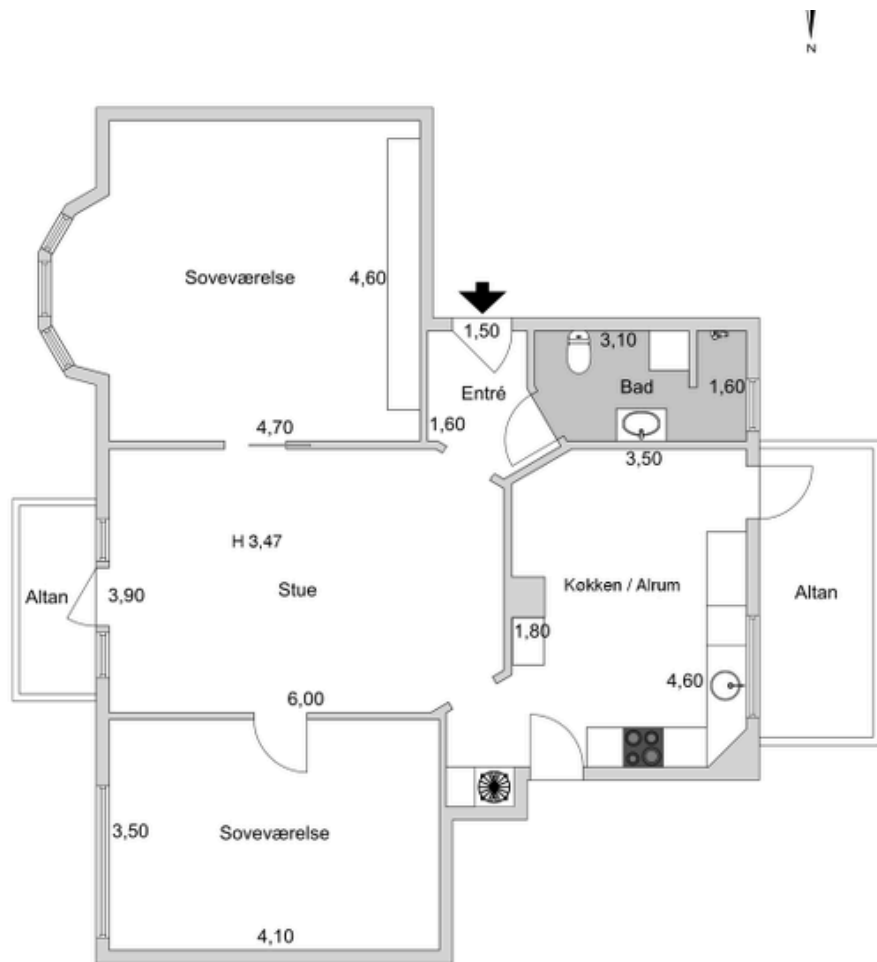 N
Soveværelse
4,60
4,70
1,50
Entré
1,60
3,10
Bad
1,60
3,50
H 3,47
Altan
3,90
Stue
6,00
Køkken / Alrum
1,80
4,60
Altan
3,50
Soveværelse
4,10